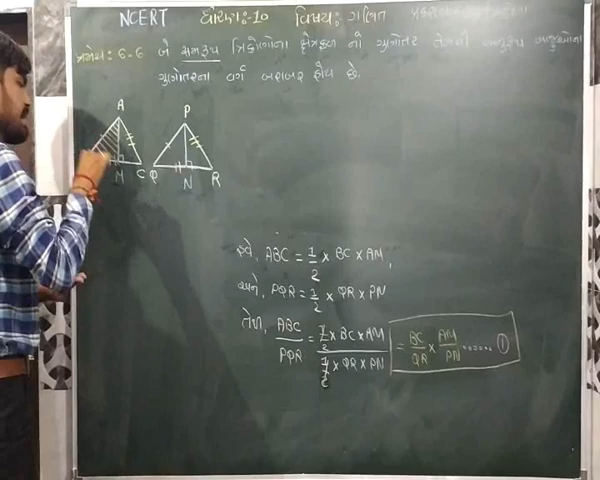 NCERT ધોરણ:-10 વિષય: ગણિત
પ્રમેય: 6.6 બે સમરૂપ ત્રિકોણોના ક્ષેત્રફળ નો ગુણોત્તર તેમની અનુરૂપ બાજુઓના
ગુણોત્તરના વર્ગ બરાબર હોય છે.
A P
M C Q N R
હવે, ABC = 1/2 × BC × AM,
અને, PQR = 1/2 × QR × PN
તેથી, ABC/PQR = (1/2 × BC × AM)/(1/2 × QR × PN) = BC/QR × AM/PN ...... ①